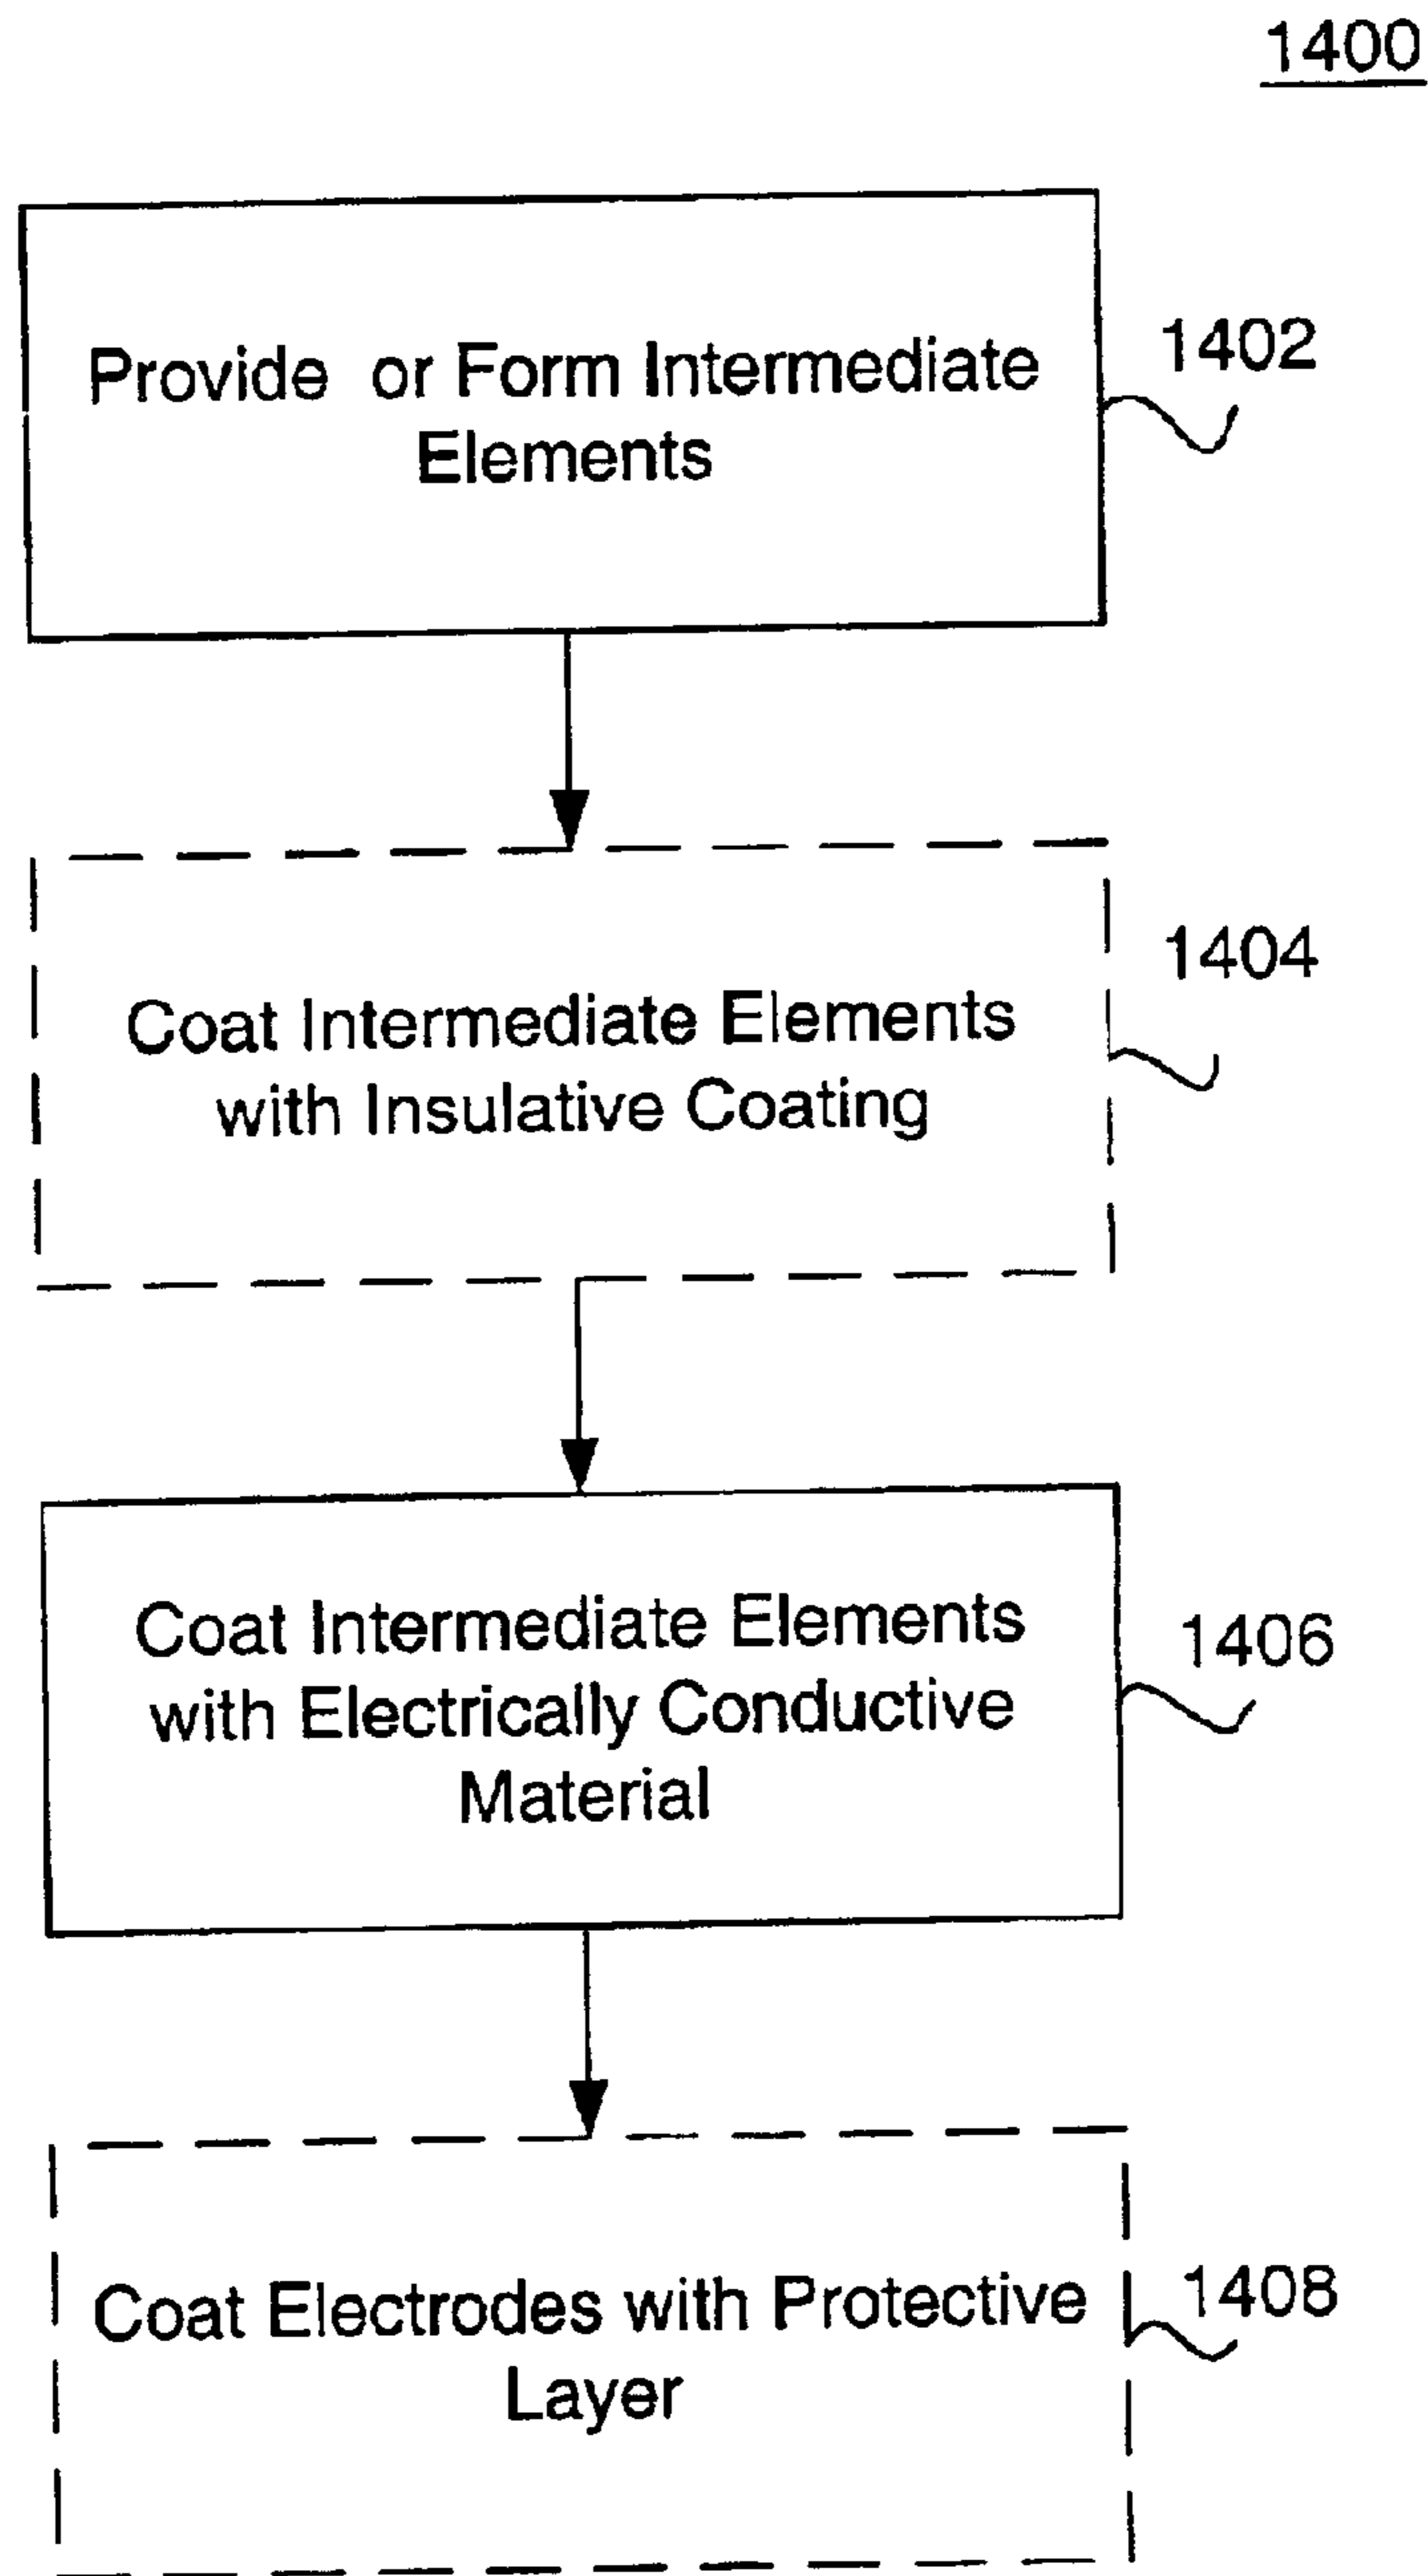 1400
Provide or Form Intermediate
Elements
1402
Coat Intermediate Elements
with Insulative Coating
1404
Coat Intermediate Elements
with Electrically Conductive
Material
1406
Coat Electrodes with Protective
Layer
1408